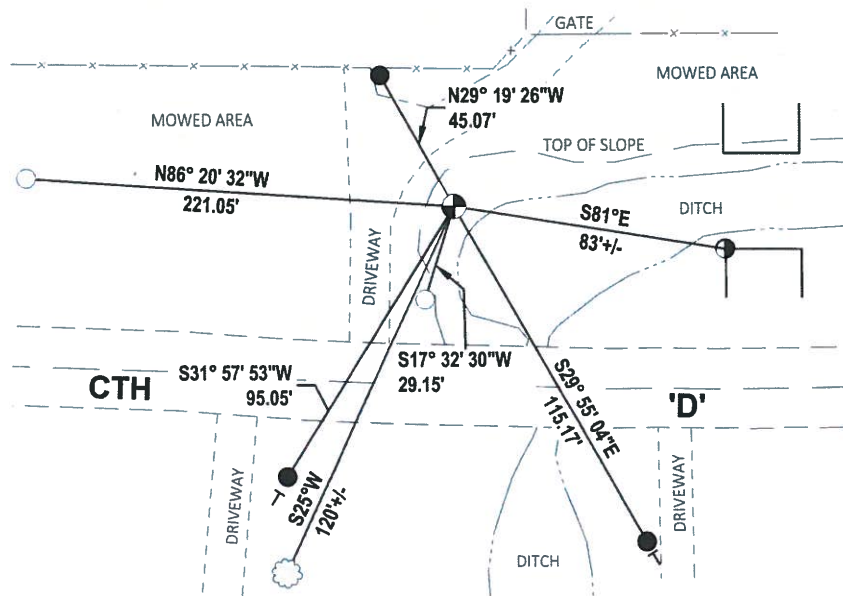 GATE
MOWED AREA
N29° 19' 26"W
45.07'
MOWED AREA
TOP OF SLOPE
N86° 20' 32"W
221.05'
S81°E
83'+/-
DITCH
DRIVEWAY
S17° 32' 30"W
29.15'
S31° 57' 53"W
95.05'
CTH
'D'
S29° 55' 04"E
115.17'
S25°W
120'+/-
DRIVEWAY
DRIVEWAY
DITCH